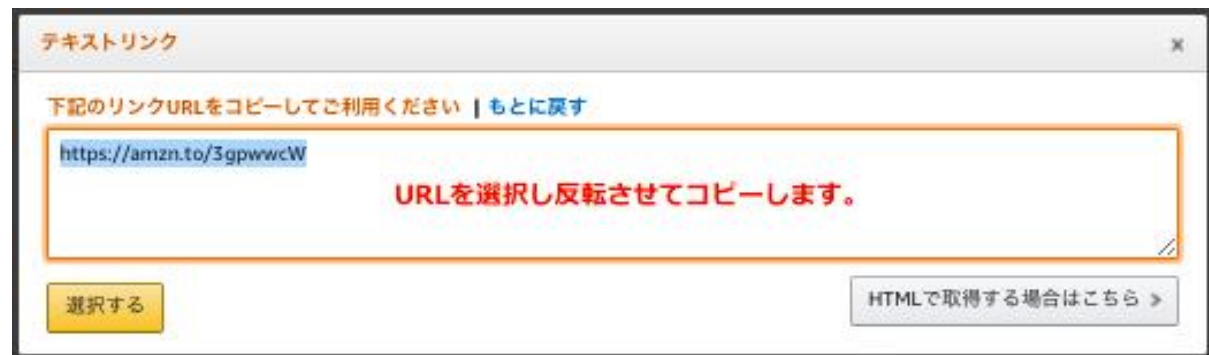 テキストリンク ×
下記のリンクURLをコピーしてご利用ください | もとに戻す
https://amzn.to/3gpwwcW
URLを選択し反転させてコピーします。
選択する
HTMLで取得する場合はこちら »